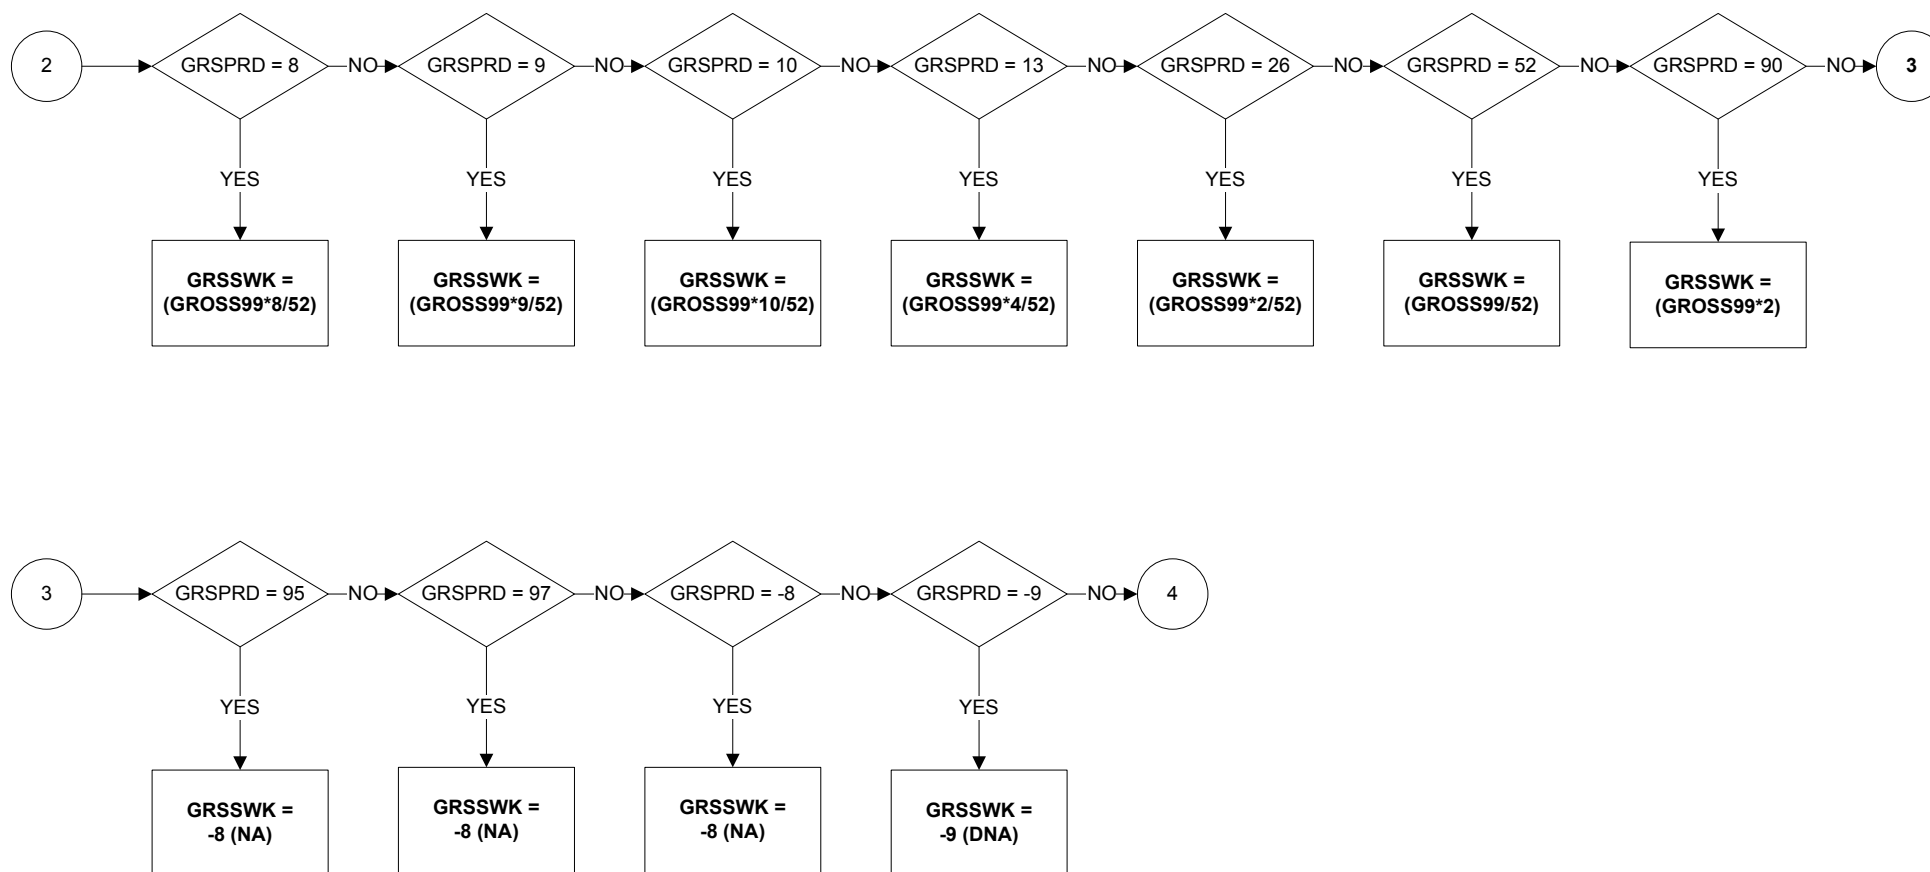 2
GRSPRD = 8
NO
GRSPRD = 9
NO
GRSPRD = 10
NO
GRSPRD = 13
NO
GRSPRD = 26
NO
GRSPRD = 52
NO
GRSPRD = 90
NO
3
YES
YES
YES
YES
YES
YES
YES
GRSSWK =
(GROSS99*8/52)
GRSSWK =
(GROSS99*9/52)
GRSSWK =
(GROSS99*10/52)
GRSSWK =
(GROSS99*4/52)
GRSSWK =
(GROSS99*2/52)
GRSSWK =
(GROSS99/52)
GRSSWK =
(GROSS99*2)
3
GRSPRD = 95
NO
GRSPRD = 97
NO
GRSPRD = -8
NO
GRSPRD = -9
NO
4
YES
YES
YES
YES
GRSSWK =
-8 (NA)
GRSSWK =
-8 (NA)
GRSSWK =
-8 (NA)
GRSSWK =
-9 (DNA)